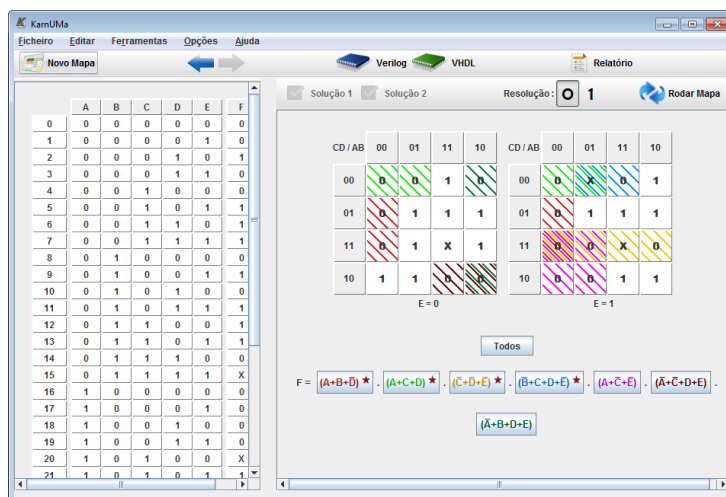 KarnUMa
Ficheiro Editar Ferramentas Opções Ajuda
Novo Mapa Verilog VHDL Relatório
Solução 1 Solução 2 Resolução : 0 1 Rodar Mapa
A B C D E F
0 0 0 0 0 0 0
1 0 0 0 0 1 0
2 0 0 0 1 0 1
3 0 0 0 1 1 0
4 0 0 1 0 0 0
5 0 0 1 0 1 1
6 0 0 1 1 0 1
7 0 0 1 1 1 1
8 0 1 0 0 0 0
9 0 1 0 0 1 1
10 0 1 0 1 0 1
11 0 1 0 1 1 1
12 0 1 1 0 0 1
13 0 1 1 0 1 1
14 0 1 1 1 0 0
15 0 1 1 1 1 X
16 1 0 0 0 0 0
17 1 0 0 0 1 0
18 1 0 0 1 0 0
19 1 0 0 1 1 0
20 1 0 1 0 0 X
21 1 0 1 0 1 1
CD / AB 00 01 11 10
00 0 0 1 0
01 0 1 1 1
11 0 1 X 1
10 1 1 0 0
E = 0
CD / AB 00 01 11 10
00 0 X 0 1
01 0 1 1 1
11 0 0 X 0
10 0 0 1 1
E = 1
Todos
F = (A+B+D̅) ★ . (A+C+D) ★ . (C̅+D̅+E) ★ . (B̅+C+D+E̅) ★ . (A+C̅+E̅) . (A̅+C̅+D+E) .
(A̅+B+D+E)